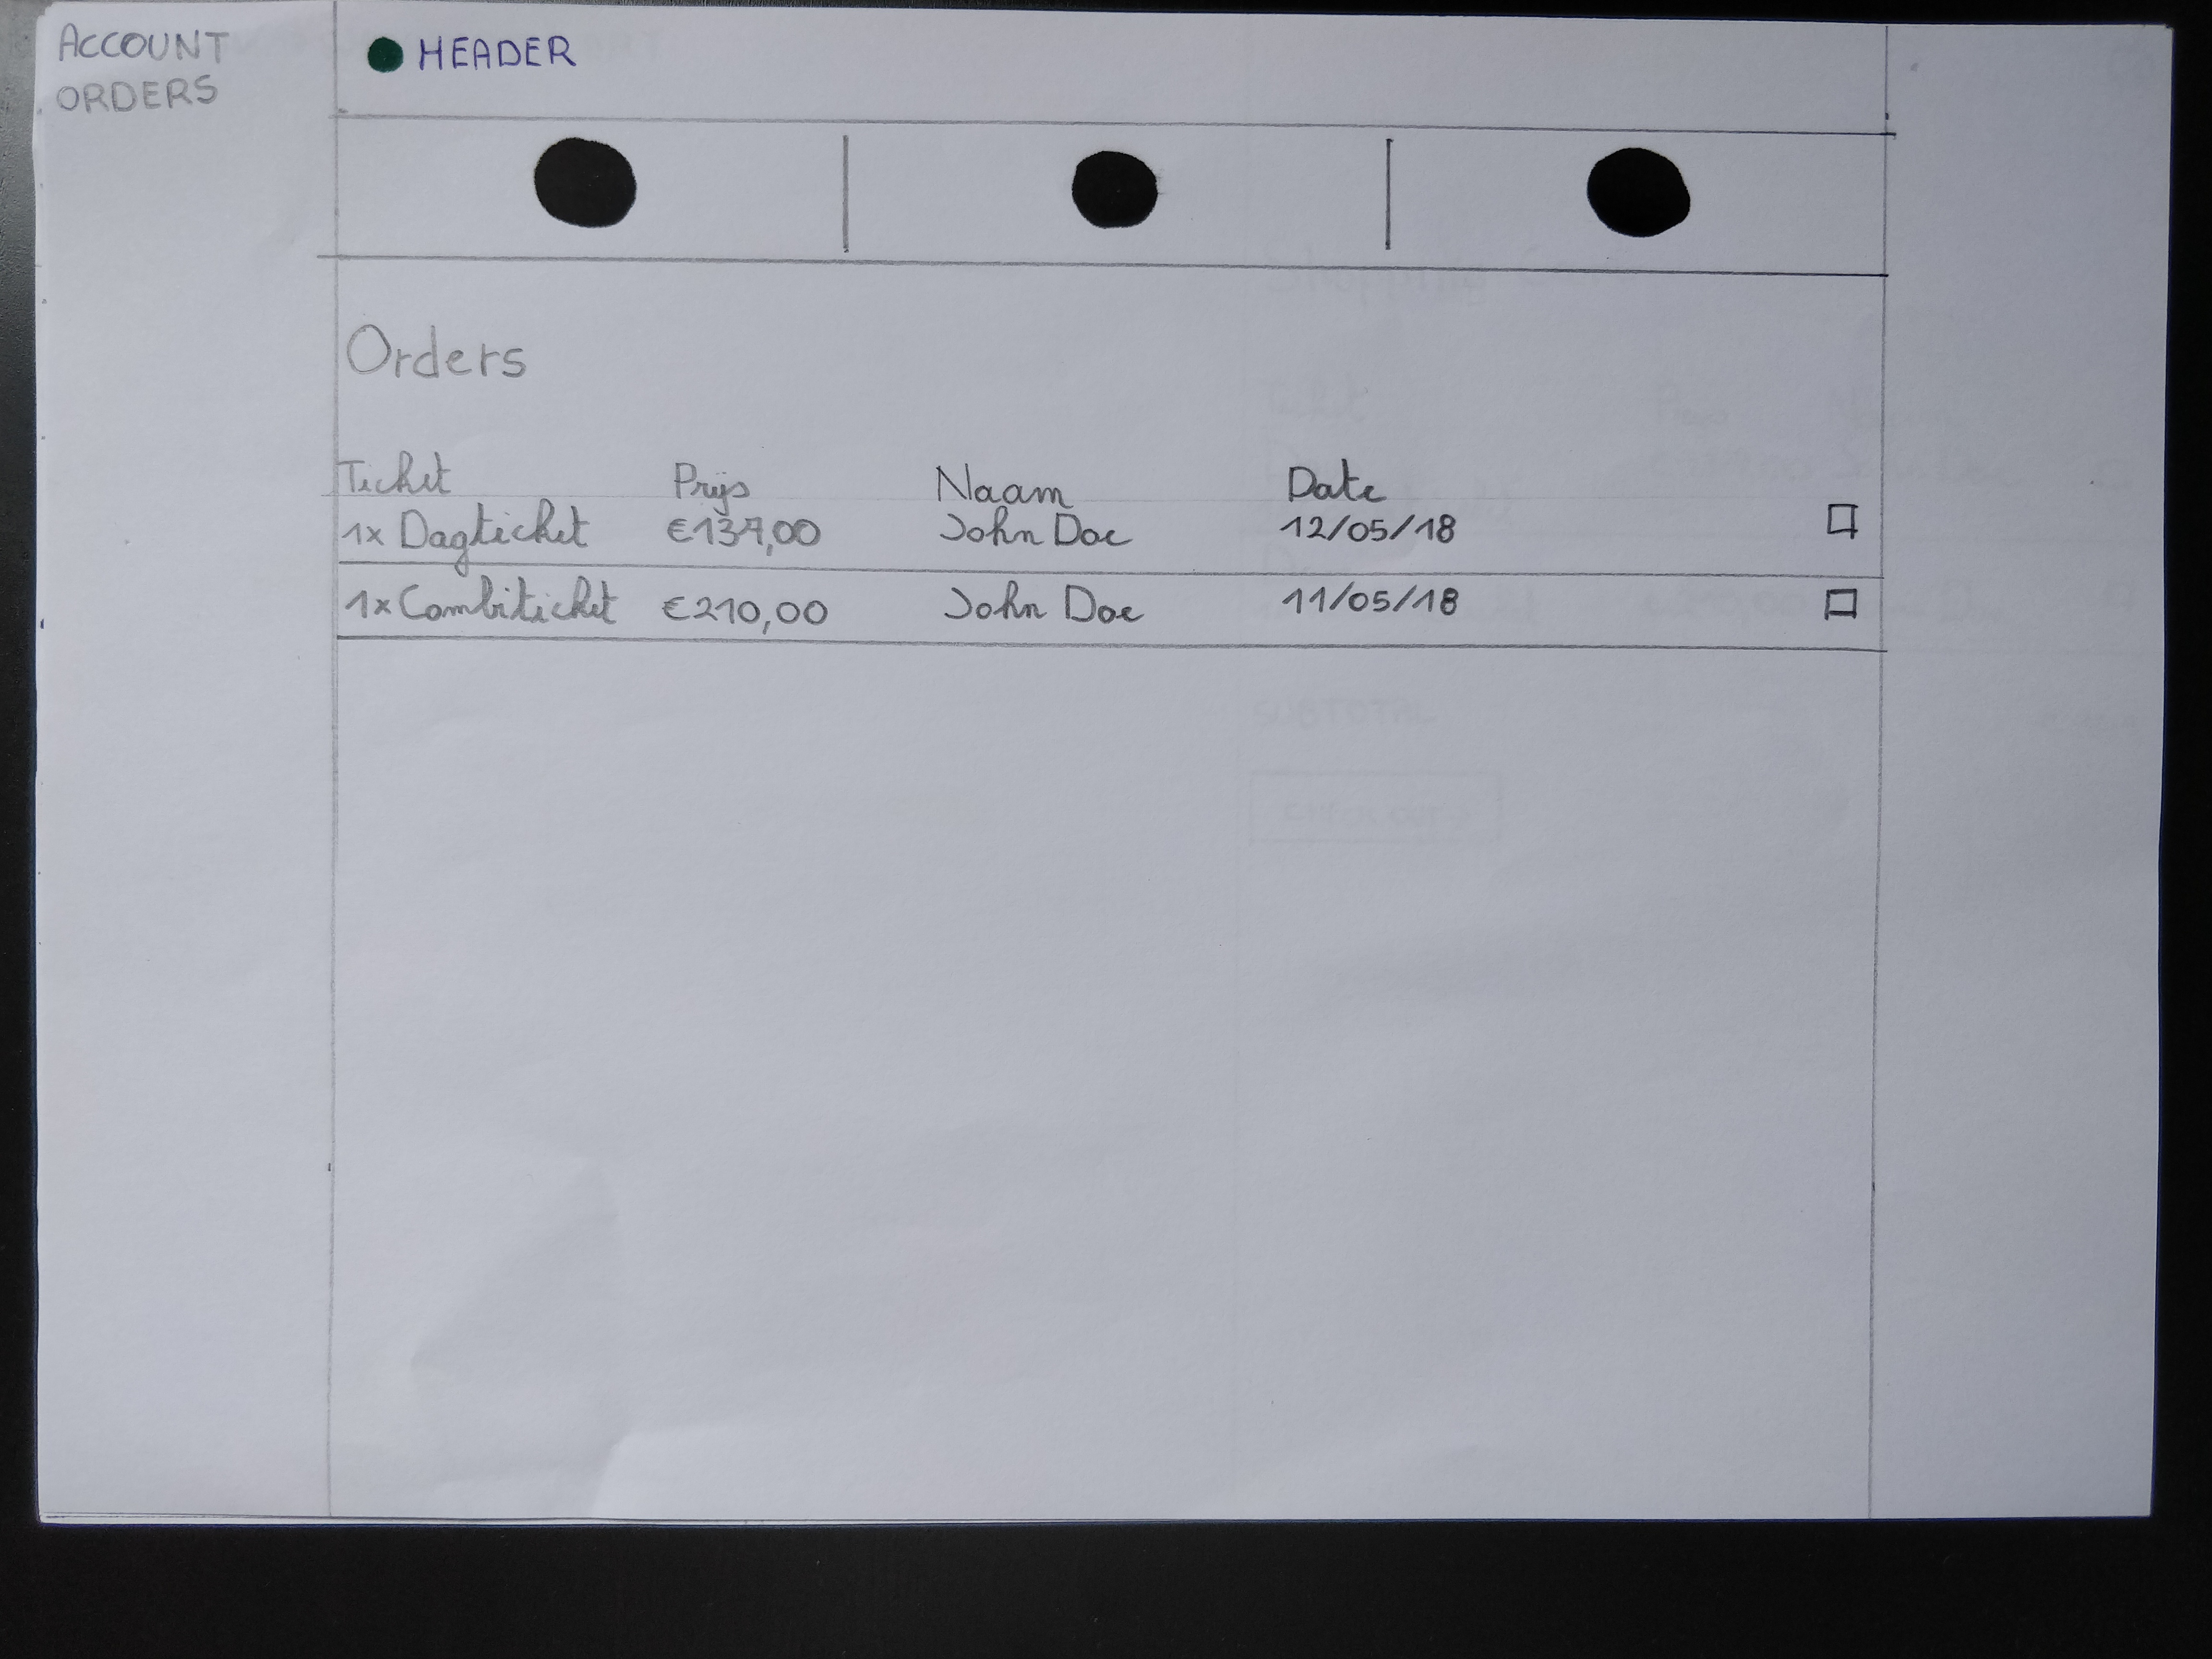 ACCOUNT
ORDERS
HEADER
Orders
Ticket Prijs Naam Date
1x Dagticket €137,00 John Doe 12/05/18
1x Combiticket €210,00 John Doe 11/05/18
SUBTOTAL